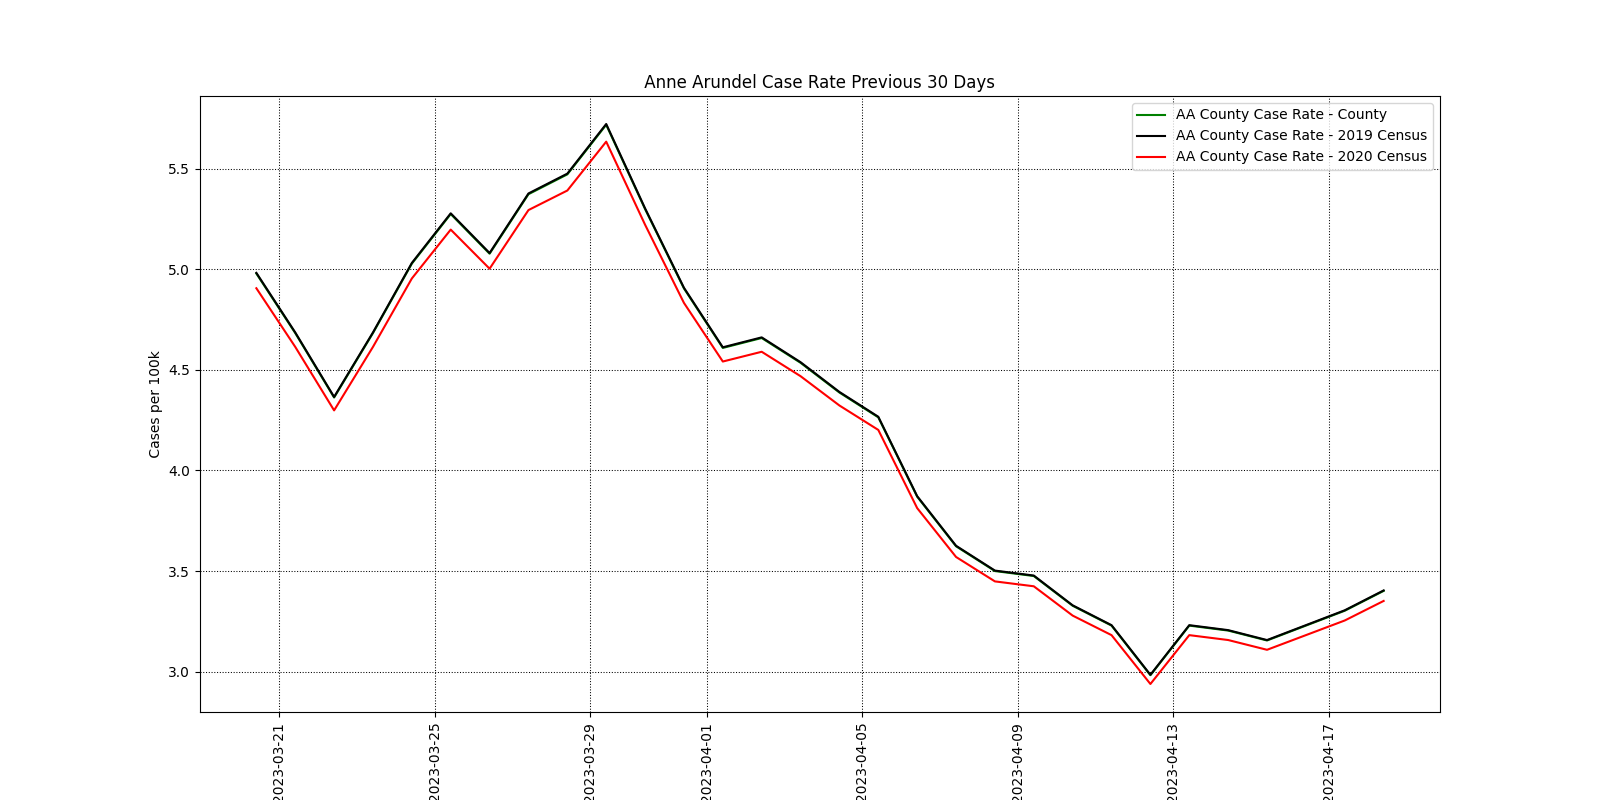 Anne Arundel Case Rate Previous 30 Days
AA County Case Rate - County
AA County Case Rate - 2019 Census
AA County Case Rate - 2020 Census
Cases per 100k
5.5
5.0
4.5
4.0
3.5
3.0
2023-03-21
2023-03-25
2023-03-29
2023-04-01
2023-04-05
2023-04-09
2023-04-13
2023-04-17